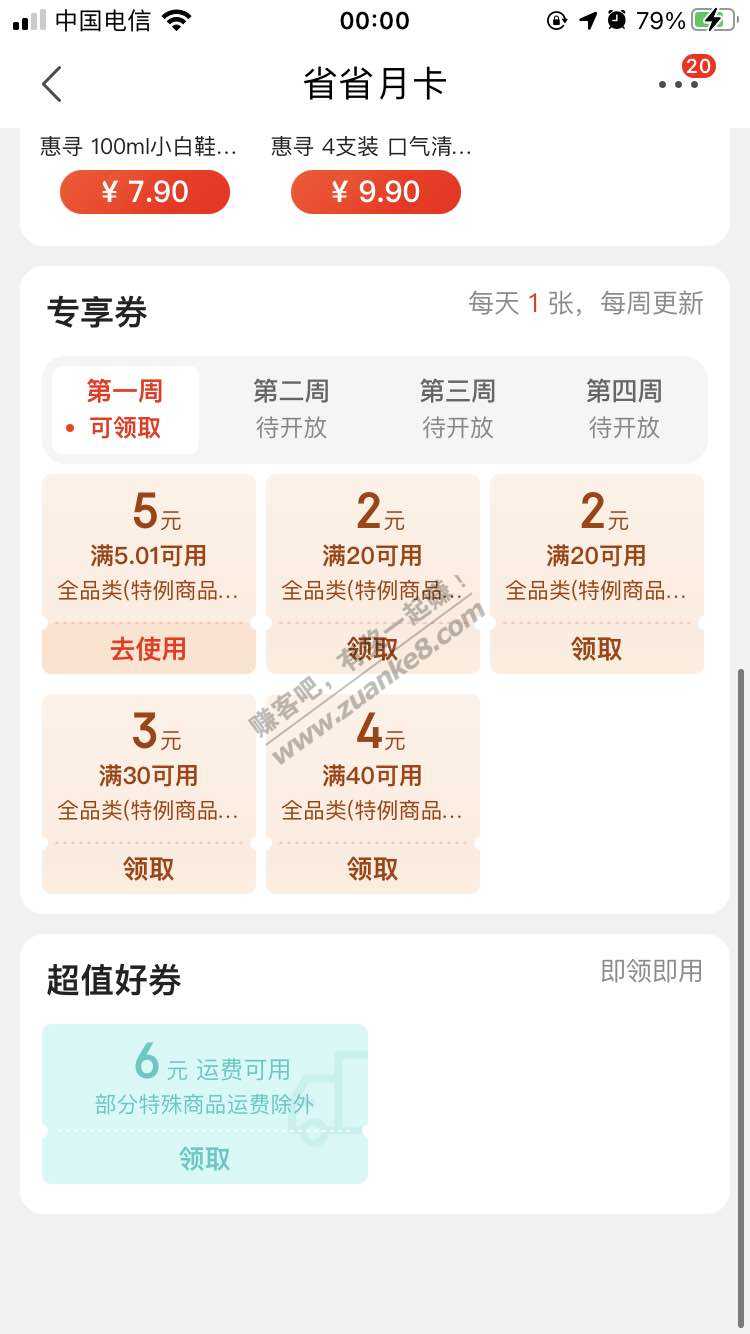 中国电信
00:00
79%
省省月卡
20
惠寻 100ml小白鞋...
惠寻 4支装 口气清...
¥ 7.90
¥ 9.90
专享券
每天 1 张，每周更新
第一周
第二周
第三周
第四周
可领取
待开放
待开放
待开放
5元
2元
2元
满5.01可用
满20可用
满20可用
全品类(特例商品...
全品类(特例商品...
全品类(特例商品...
去使用
领取
领取
3元
4元
满30可用
满40可用
全品类(特例商品...
全品类(特例商品...
领取
领取
赚客吧，有券一起赚！
www.zuanke8.com
超值好券
即领即用
6元 运费可用
部分特殊商品运费除外
领取